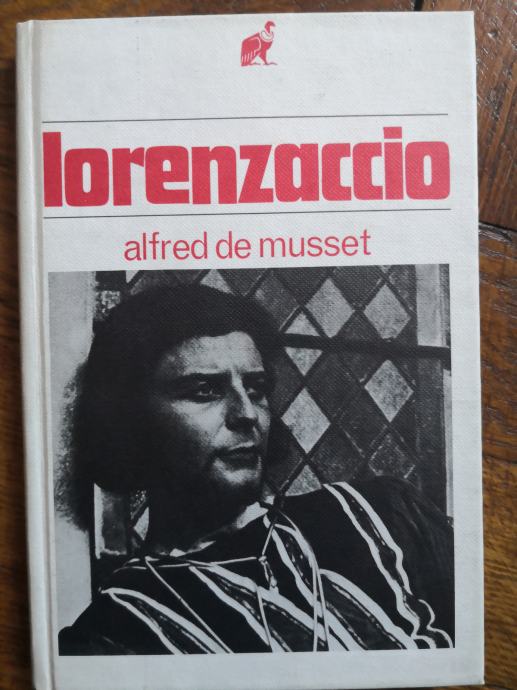 lorenzaccio
alfred de musset